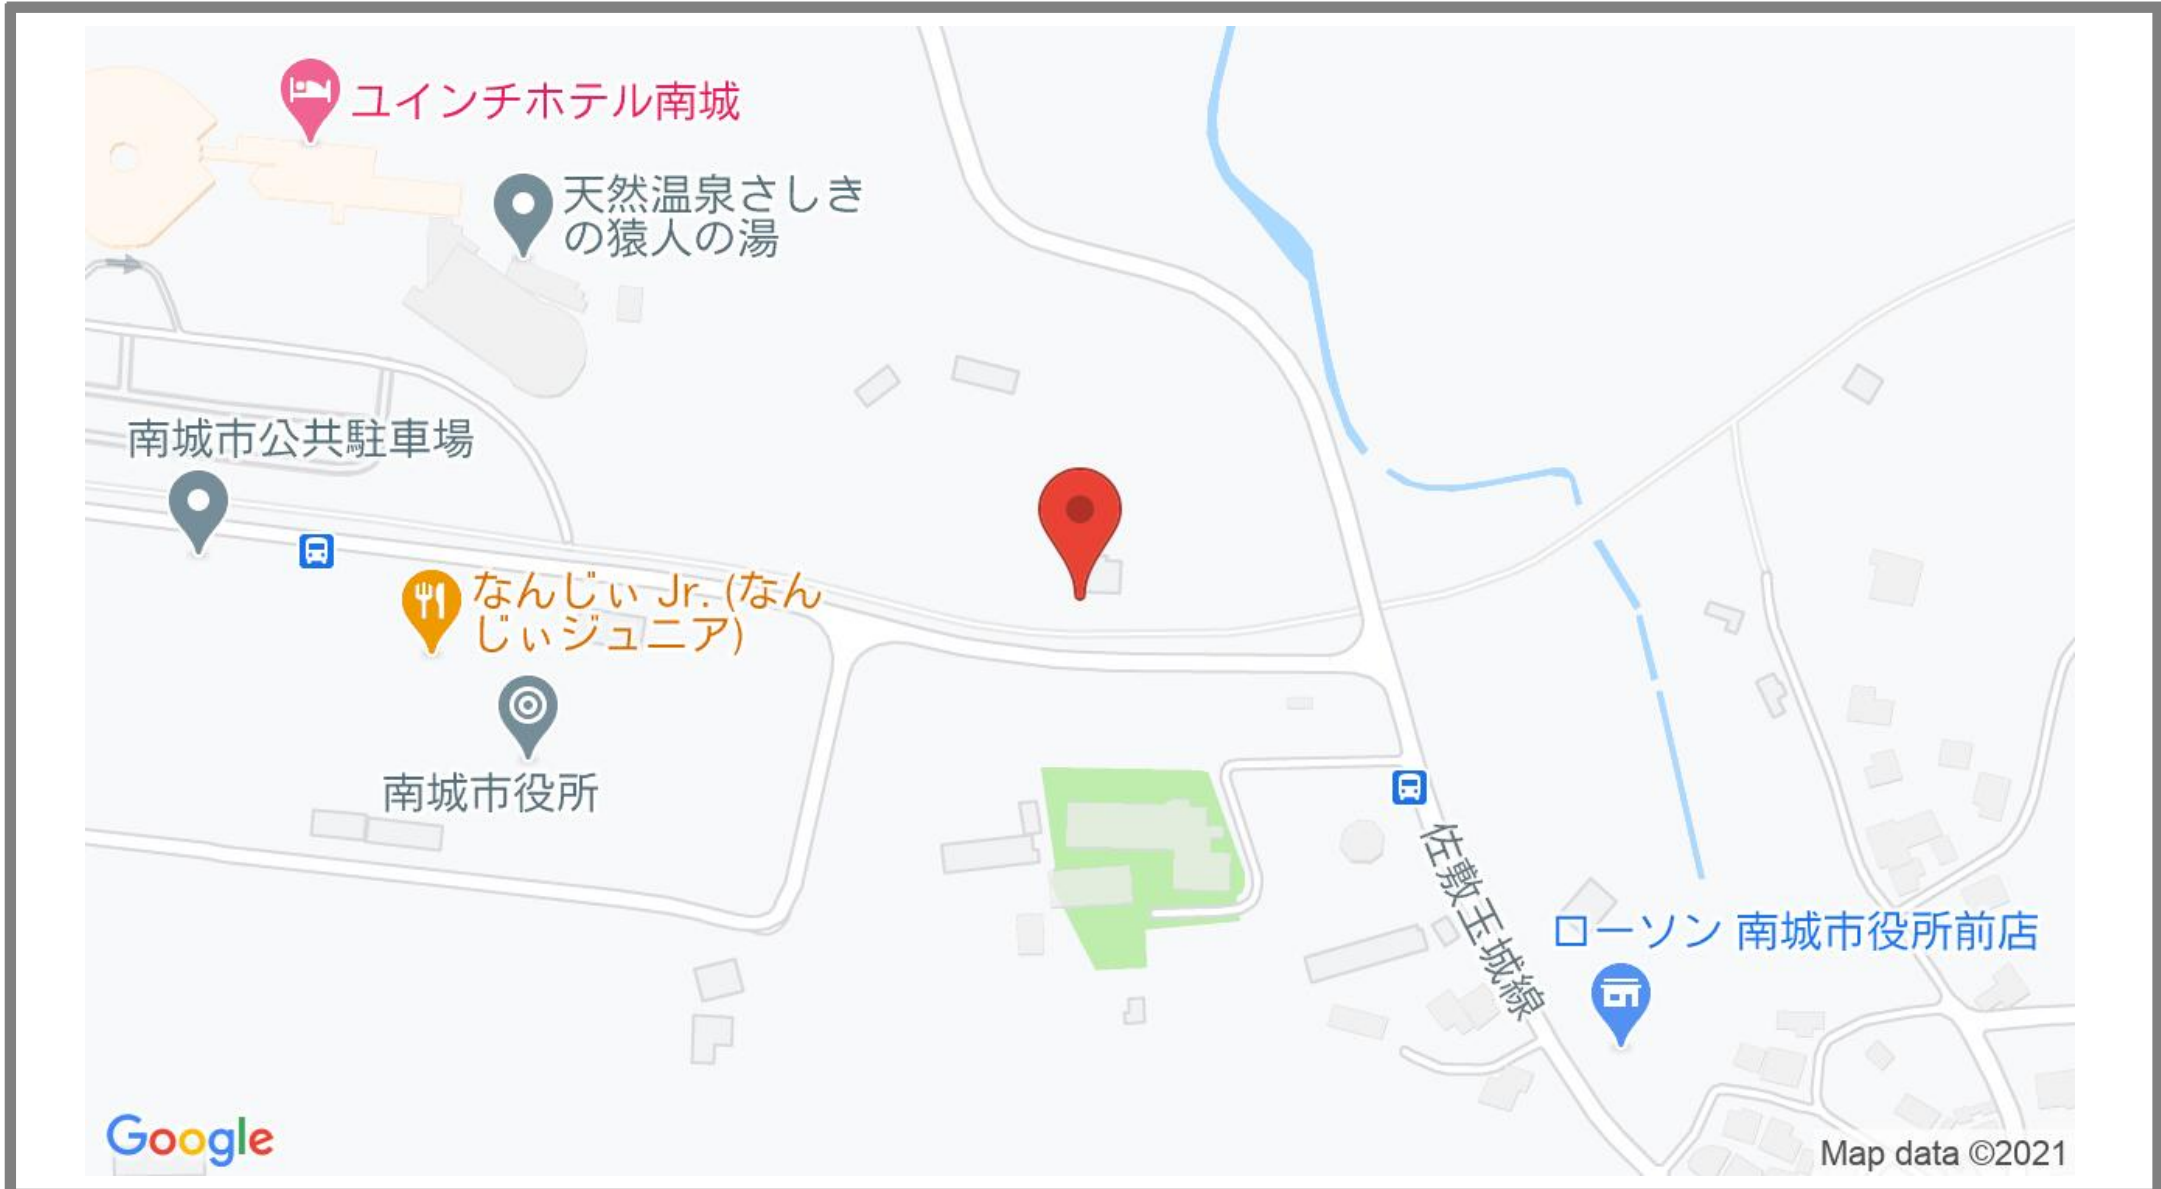 ユインチホテル南城
天然温泉さしき
の猿人の湯
南城市公共駐車場
なんじぃ Jr. (なん
じぃジュニア)
南城市役所
佐敷玉城線
ローソン 南城市役所前店
Google
Map data ©2021